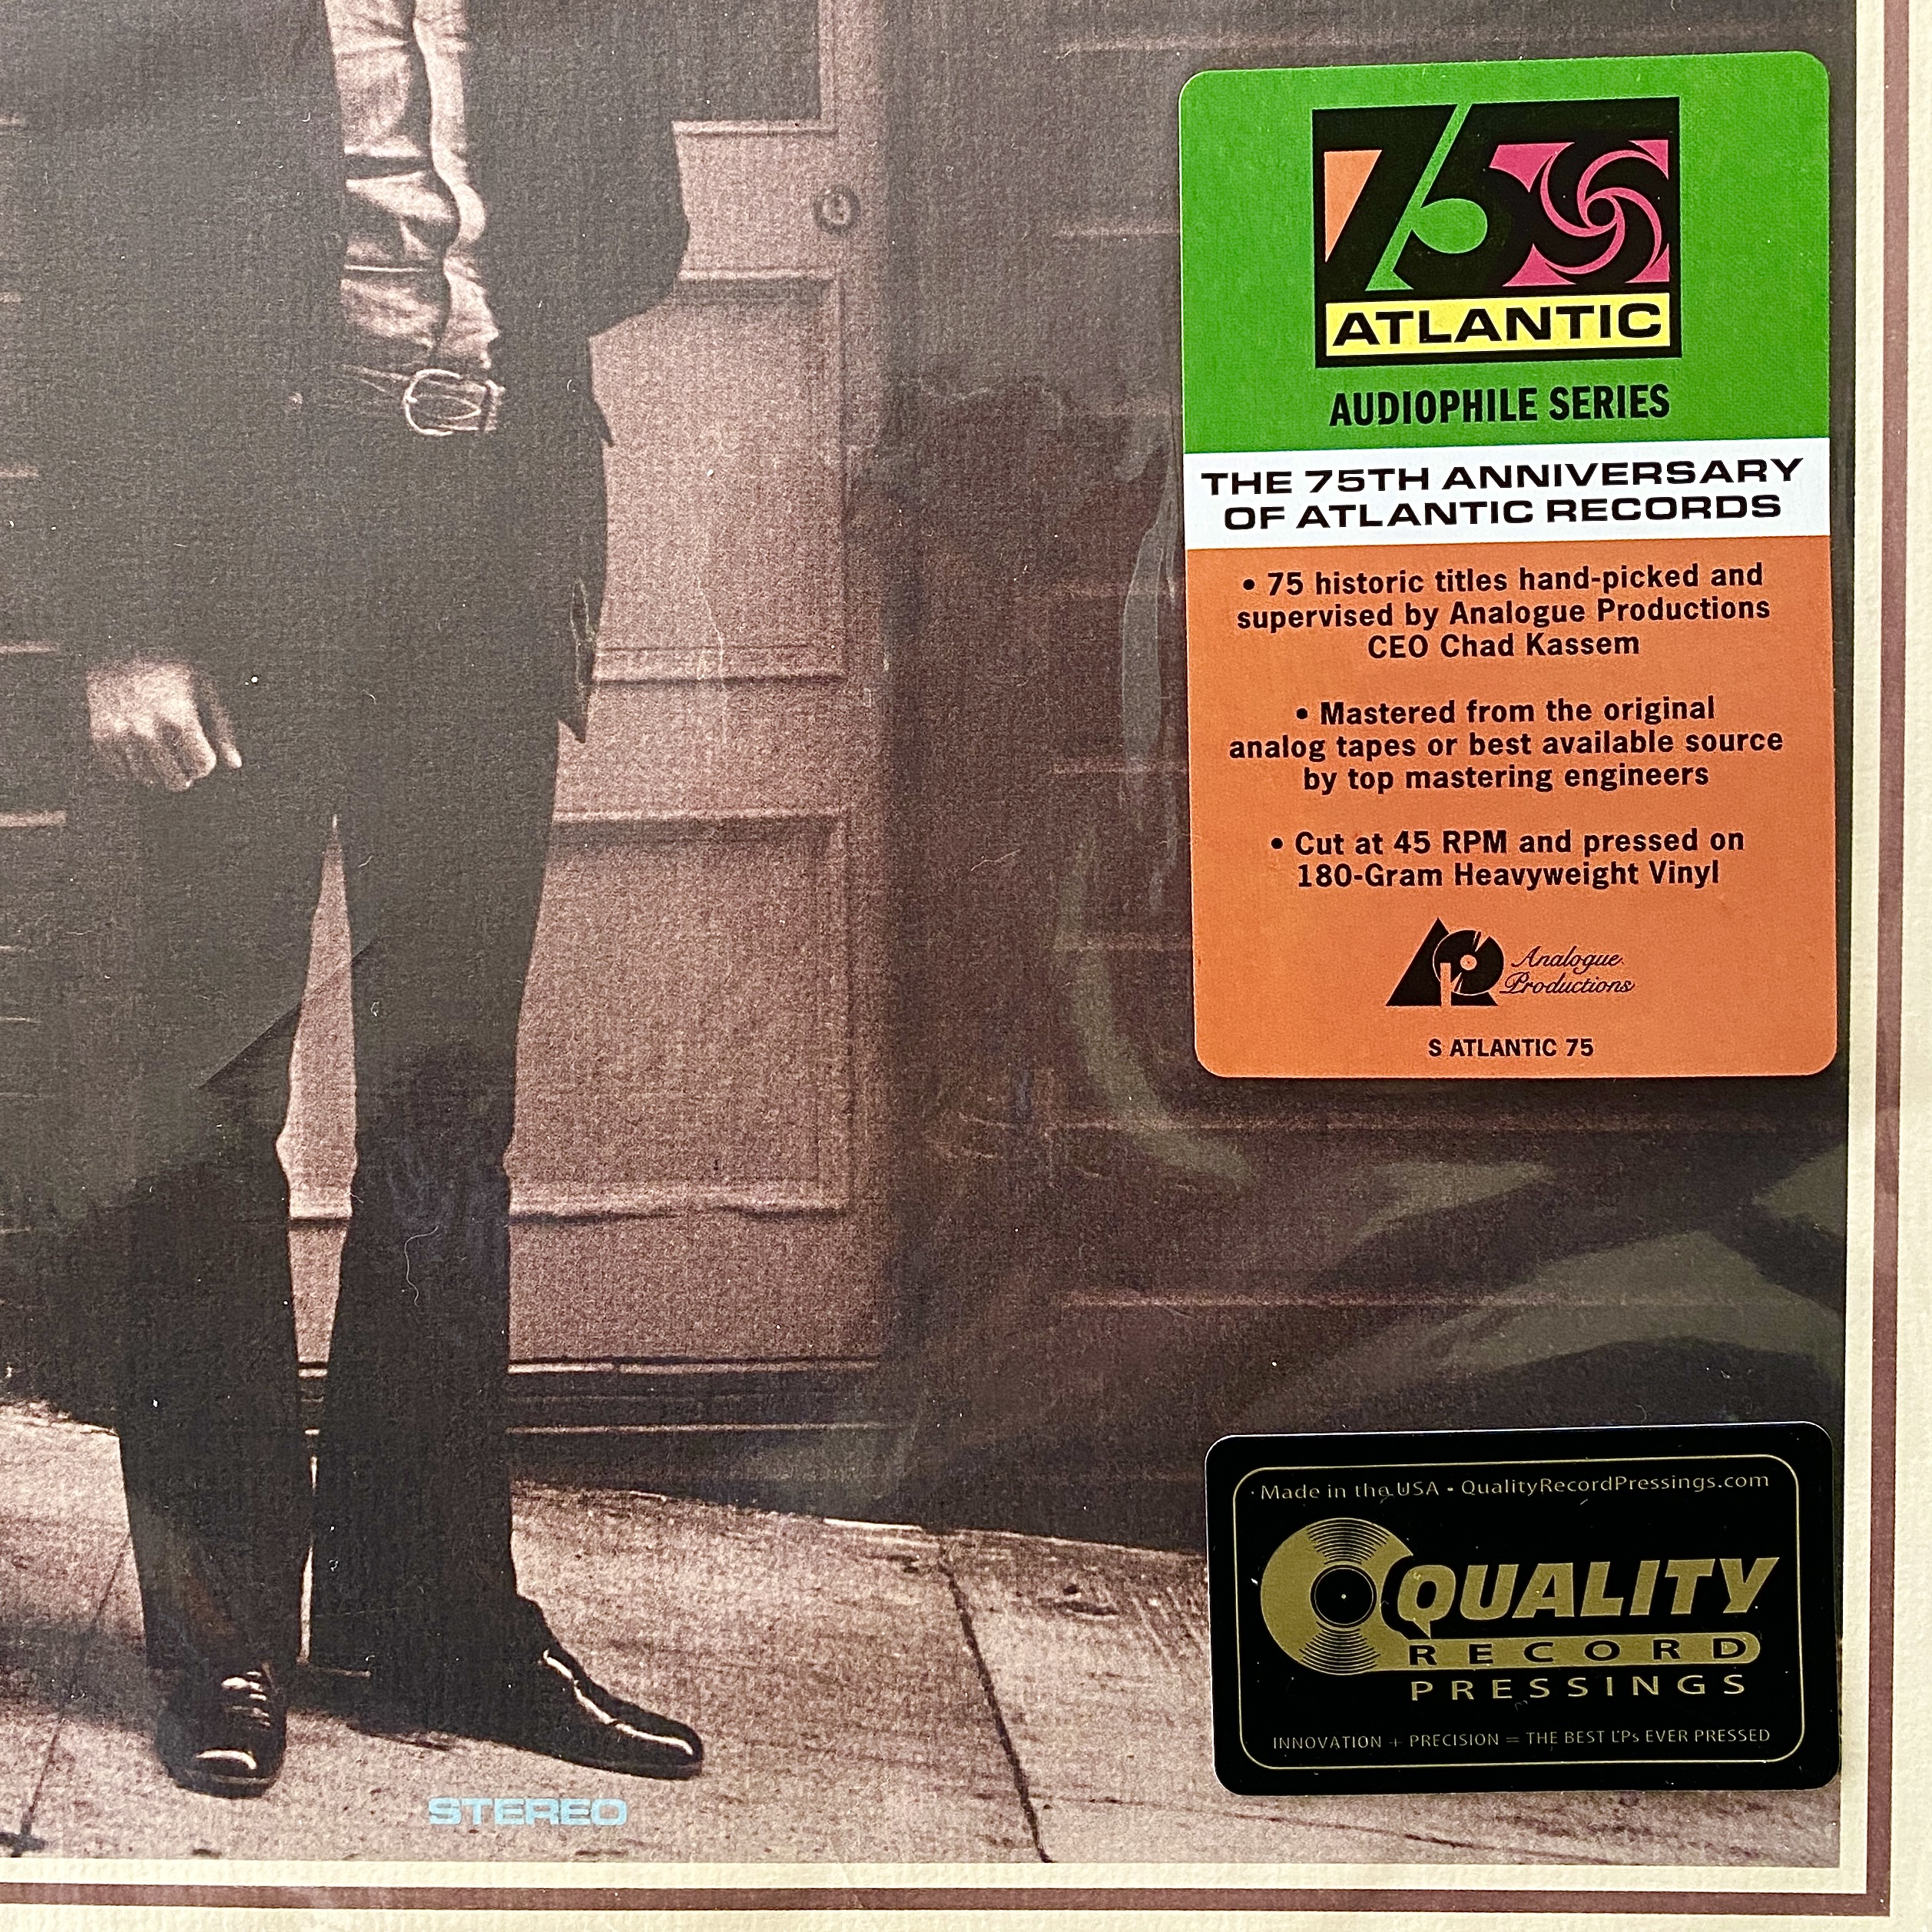 75
ATLANTIC
AUDIOPHILE SERIES
THE 75TH ANNIVERSARY
OF ATLANTIC RECORDS
• 75 historic titles hand-picked and
supervised by Analogue Productions
CEO Chad Kassem
• Mastered from the original
analog tapes or best available source
by top mastering engineers
• Cut at 45 RPM and pressed on
180-Gram Heavyweight Vinyl
Analogue
Productions
S ATLANTIC 75
Made in the USA • QualityRecordPressings.com
QUALITY
RECORD
PRESSINGS
INNOVATION + PRECISION = THE BEST LPs EVER PRESSED
STEREO